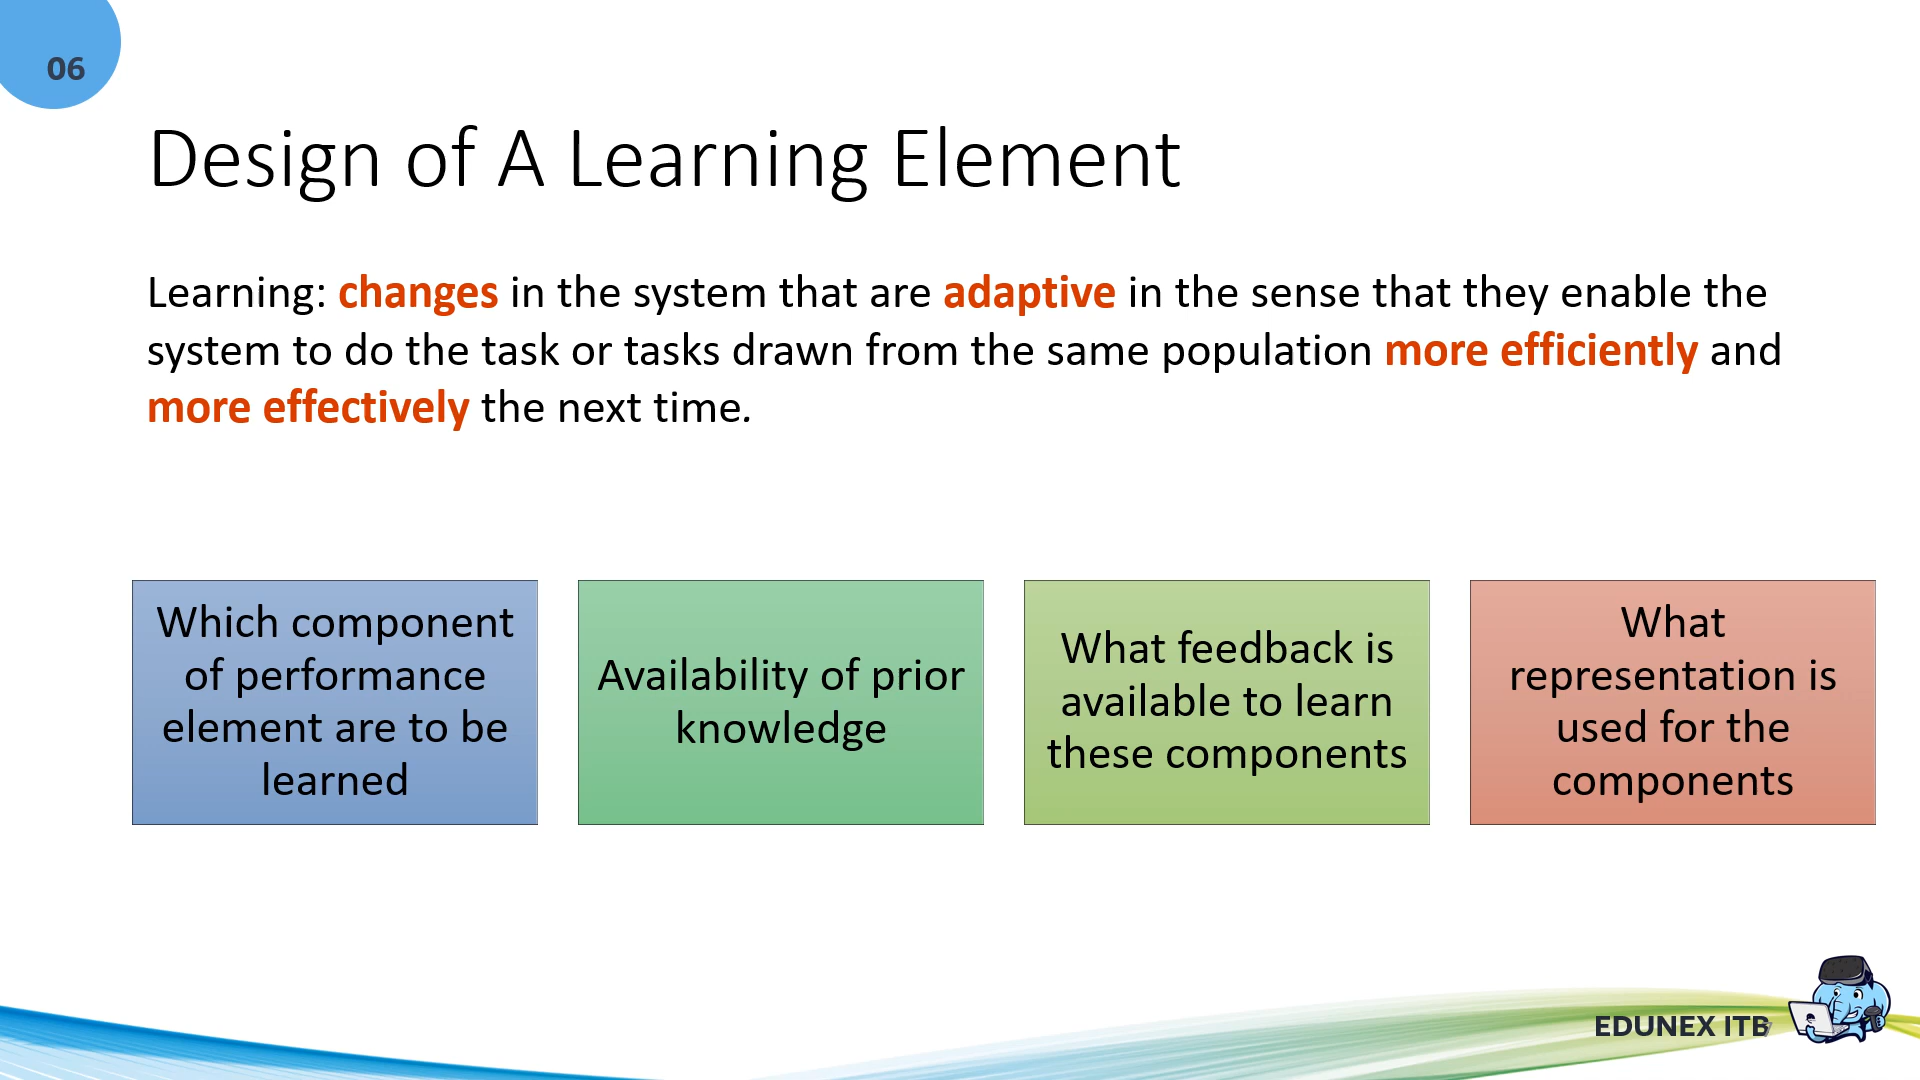 06
Design of A Learning Element
Learning: changes in the system that are adaptive in the sense that they enable the
system to do the task or tasks drawn from the same population more efficiently and
more effectively the next time.
Which component
of performance
element are to be
learned
Availability of prior
knowledge
What feedback is
available to learn
these components
What
representation is
used for the
components
EDUNEX ITB